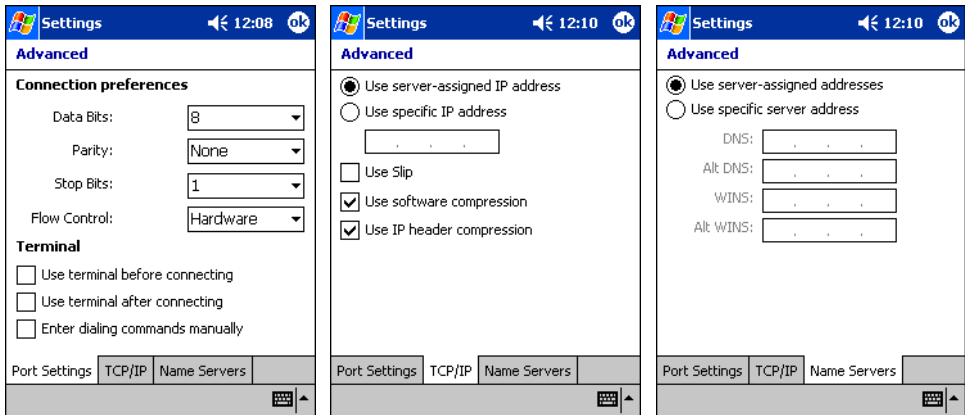 Settings 12:08 ok
Advanced
Connection preferences
Data Bits: 8
Parity: None
Stop Bits: 1
Flow Control: Hardware
Terminal
Use terminal before connecting
Use terminal after connecting
Enter dialing commands manually
Port Settings TCP/IP Name Servers
Settings 12:10 ok
Advanced
Use server-assigned IP address
Use specific IP address
. . .
Use Slip
Use software compression
Use IP header compression
Port Settings TCP/IP Name Servers
Settings 12:10 ok
Advanced
Use server-assigned addresses
Use specific server address
DNS: . . .
Alt DNS: . . .
WINS: . . .
Alt WINS: . . .
Port Settings TCP/IP Name Servers